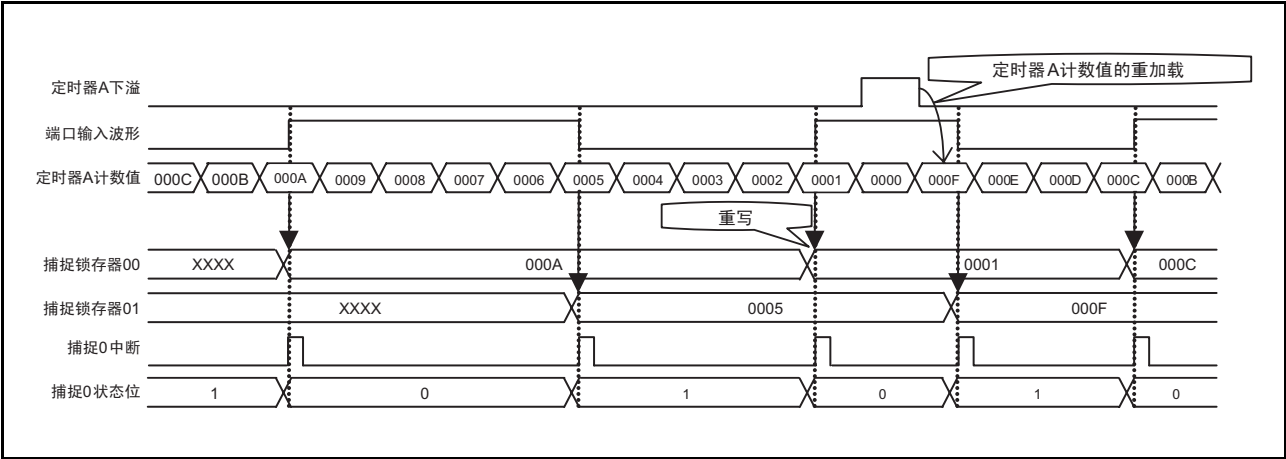 定时器A计数值的重加载
定时器A下溢
端口输入波形
定时器A计数值 000C 000B 000A 0009 0008 0007 0006 0005 0004 0003 0002 0001 0000 000F 000E 000D 000C 000B
重写
捕捉锁存器00 XXXX 000A 0001 000C
捕捉锁存器01 XXXX 0005 000F
捕捉0中断
捕捉0状态位 1 0 1 0 1 0